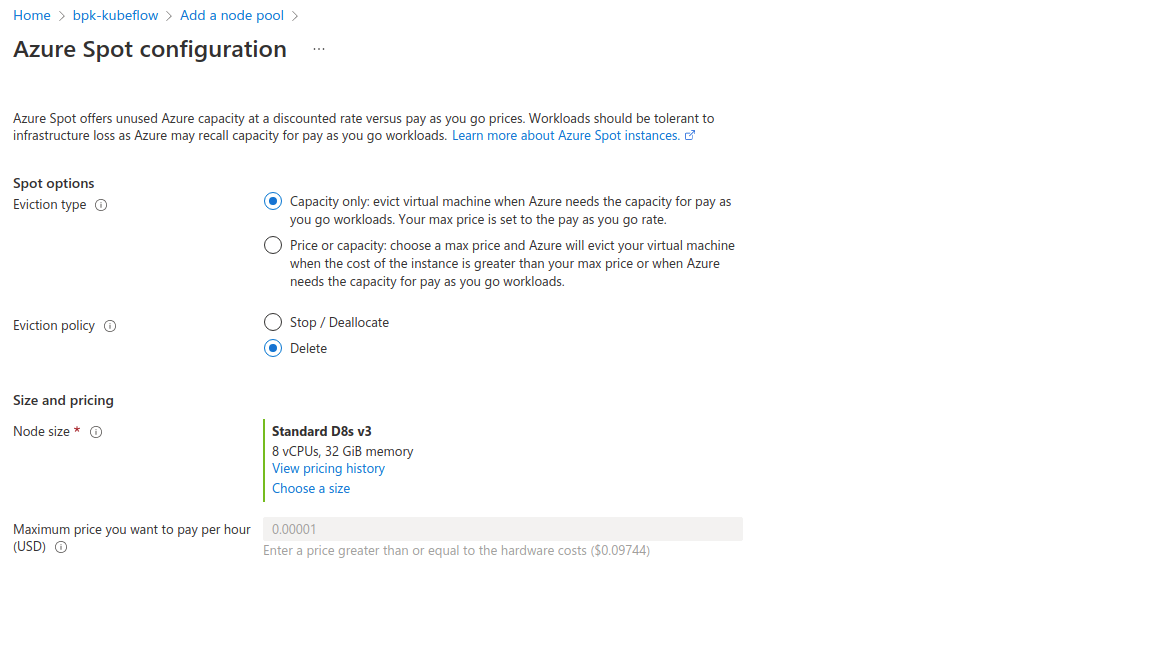 Home > bpk-kubeflow > Add a node pool >
Azure Spot configuration ...
Azure Spot offers unused Azure capacity at a discounted rate versus pay as you go prices. Workloads should be tolerant to
infrastructure loss as Azure may recall capacity for pay as you go workloads. Learn more about Azure Spot instances.
Spot options
Eviction type
Capacity only: evict virtual machine when Azure needs the capacity for pay as
you go workloads. Your max price is set to the pay as you go rate.
Price or capacity: choose a max price and Azure will evict your virtual machine
when the cost of the instance is greater than your max price or when Azure
needs the capacity for pay as you go workloads.
Eviction policy
Stop / Deallocate
Delete
Size and pricing
Node size *
Standard D8s v3
8 vCPUs, 32 GiB memory
View pricing history
Choose a size
Maximum price you want to pay per hour
(USD)
0.00001
Enter a price greater than or equal to the hardware costs ($0.09744)